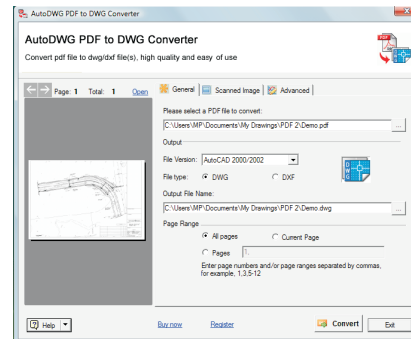 AutoDWG PDF to DWG Converter
AutoDWG PDF to DWG Converter
Convert pdf file to dwg/dxf file(s), high quality and easy of use
PDF
Page: 1 Total: 1 Open
General Scanned Image Advanced
Please select a PDF file to convert:
C:\Users\MP\Documents\My Drawings\PDF 2\Demo.pdf ...
Output
File Version: AutoCAD 2000/2002
File type: DWG DXF
DWG
Output File Name:
C:\Users\MP\Documents\My Drawings\PDF 2\Demo.dwg ...
Page Range
All pages Current Page
Pages 1,
Enter page numbers and/or page ranges separated by commas,
for example, 1,3,5-12
Help Buy now Register Convert Exit